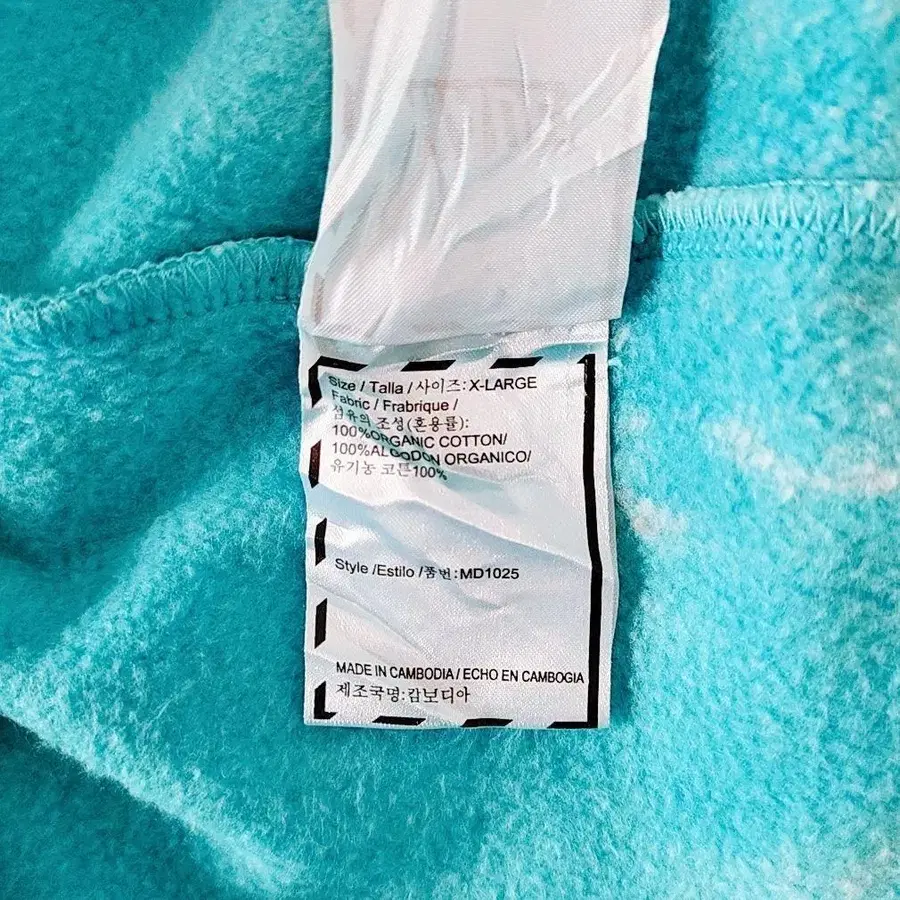 Size / Talla / 사이즈: X-LARGE
Fabric / Frabrique /
섬유의 조성(혼용률):
100%ORGANIC COTTON/
100%ALGODON ORGANICO/
유기농 코튼100%
Style /Estilo /품번:MD1025
MADE IN CAMBODIA / ECHO EN CAMBOGIA
제조국명:캄보디아